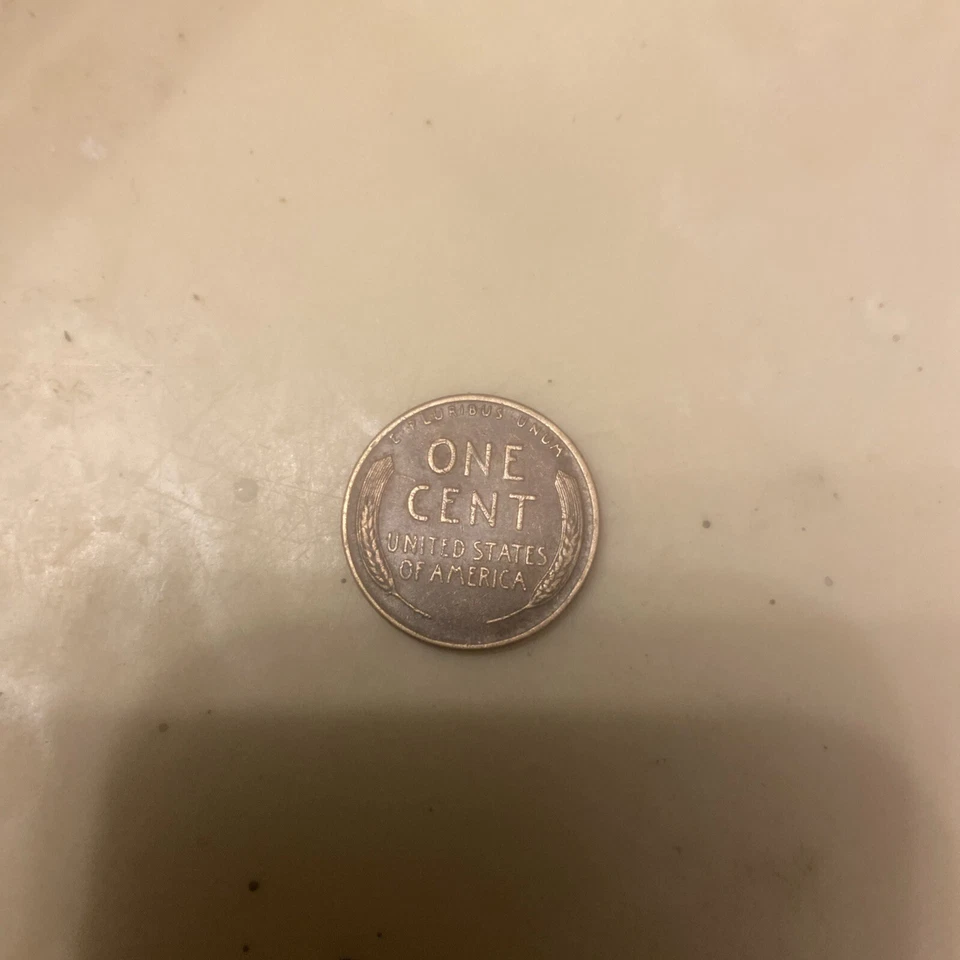 E PLURIBUS UNUM
ONE
CENT
UNITED STATES
OF AMERICA